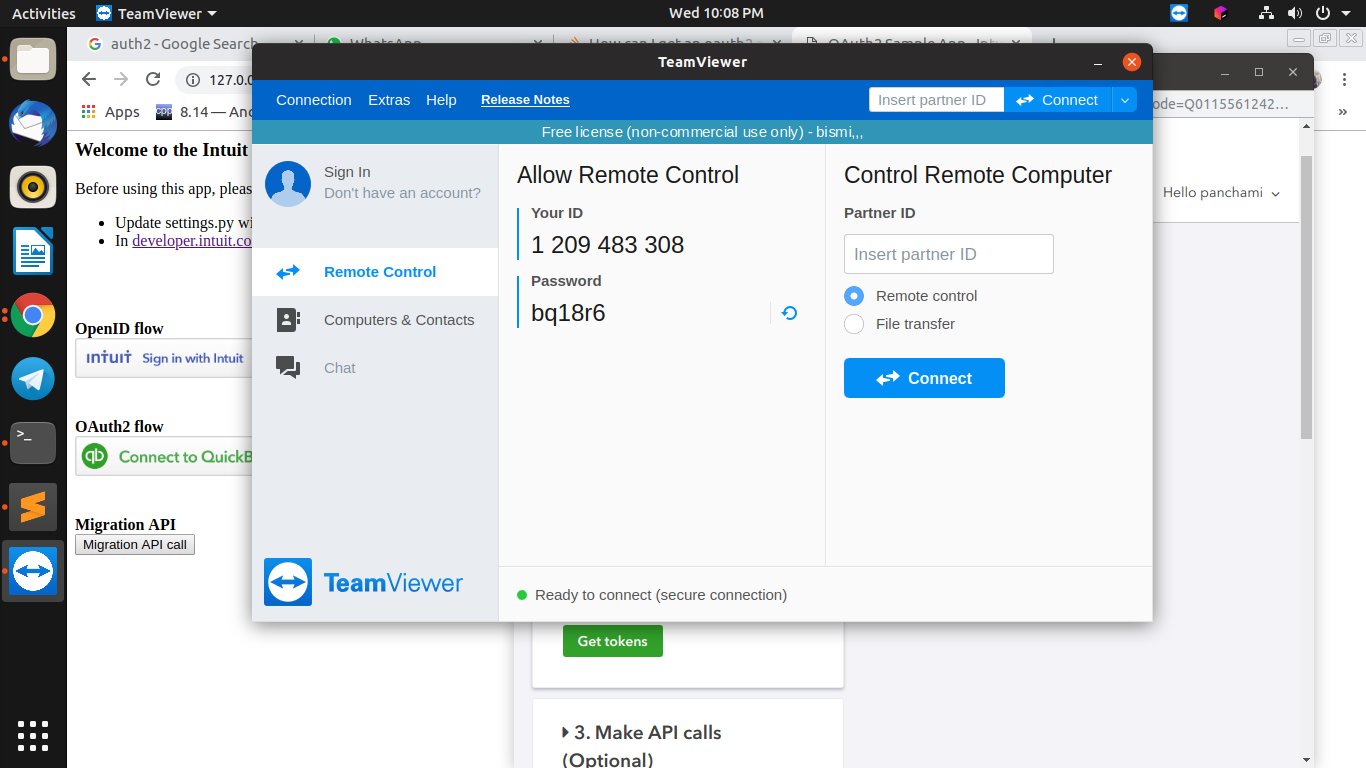 Activities
TeamViewer
Wed 10:08 PM
auth2 - Google Search
WhatsApp
How can I get an oauth2
OAuth2 Sample App
127.0.0
Apps
8.14 — And
code=Q0115561242...
»
Welcome to the Intuit
Before using this app, pleas
• Update settings.py wi
• In developer.intuit.co
OpenID flow
intuit Sign in with Intuit
OAuth2 flow
qb Connect to QuickB
Migration API
Migration API call
Hello panchami
TeamViewer
Connection Extras Help Release Notes
Insert partner ID
Connect
Free license (non-commercial use only) - bismi,,,
Sign In
Don't have an account?
Remote Control
Computers & Contacts
Chat
TeamViewer
Allow Remote Control
Your ID
1 209 483 308
Password
bq18r6
Control Remote Computer
Partner ID
Insert partner ID
Remote control
File transfer
Connect
Ready to connect (secure connection)
Get tokens
3. Make API calls
(Optional)